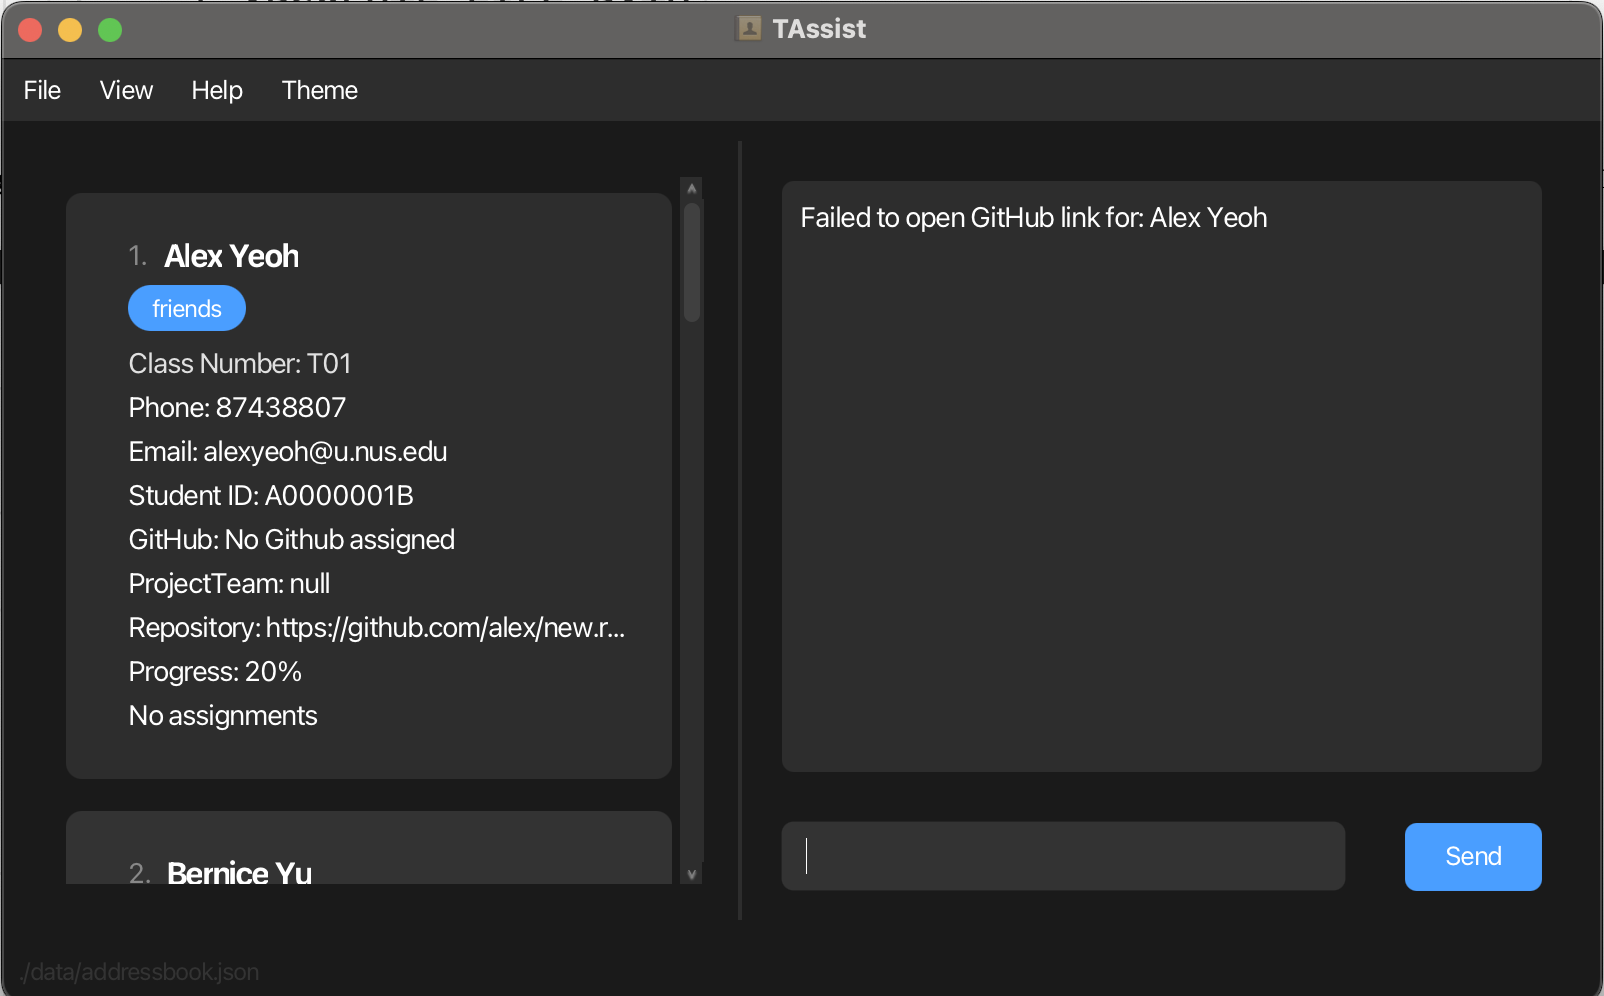 TAssist
File View Help Theme
1. Alex Yeoh
friends
Class Number: T01
Phone: 87438807
Email: alexyeoh@u.nus.edu
Student ID: A0000001B
GitHub: No Github assigned
ProjectTeam: null
Repository: https://github.com/alex/new.r...
Progress: 20%
No assignments
2. Bernice Yu
Failed to open GitHub link for: Alex Yeoh
Send
./data/addressbook.json